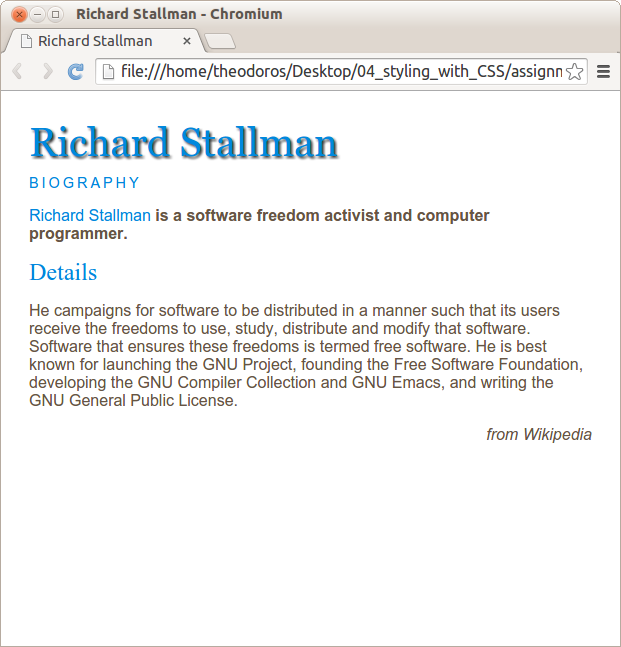 Richard Stallman - Chromium
Richard Stallman
file:///home/theodoros/Desktop/04_styling_with_CSS/assignm
Richard Stallman
BIOGRAPHY
Richard Stallman is a software freedom activist and computer
programmer.
Details
He campaigns for software to be distributed in a manner such that its users
receive the freedoms to use, study, distribute and modify that software.
Software that ensures these freedoms is termed free software. He is best
known for launching the GNU Project, founding the Free Software Foundation,
developing the GNU Compiler Collection and GNU Emacs, and writing the
GNU General Public License.
from Wikipedia